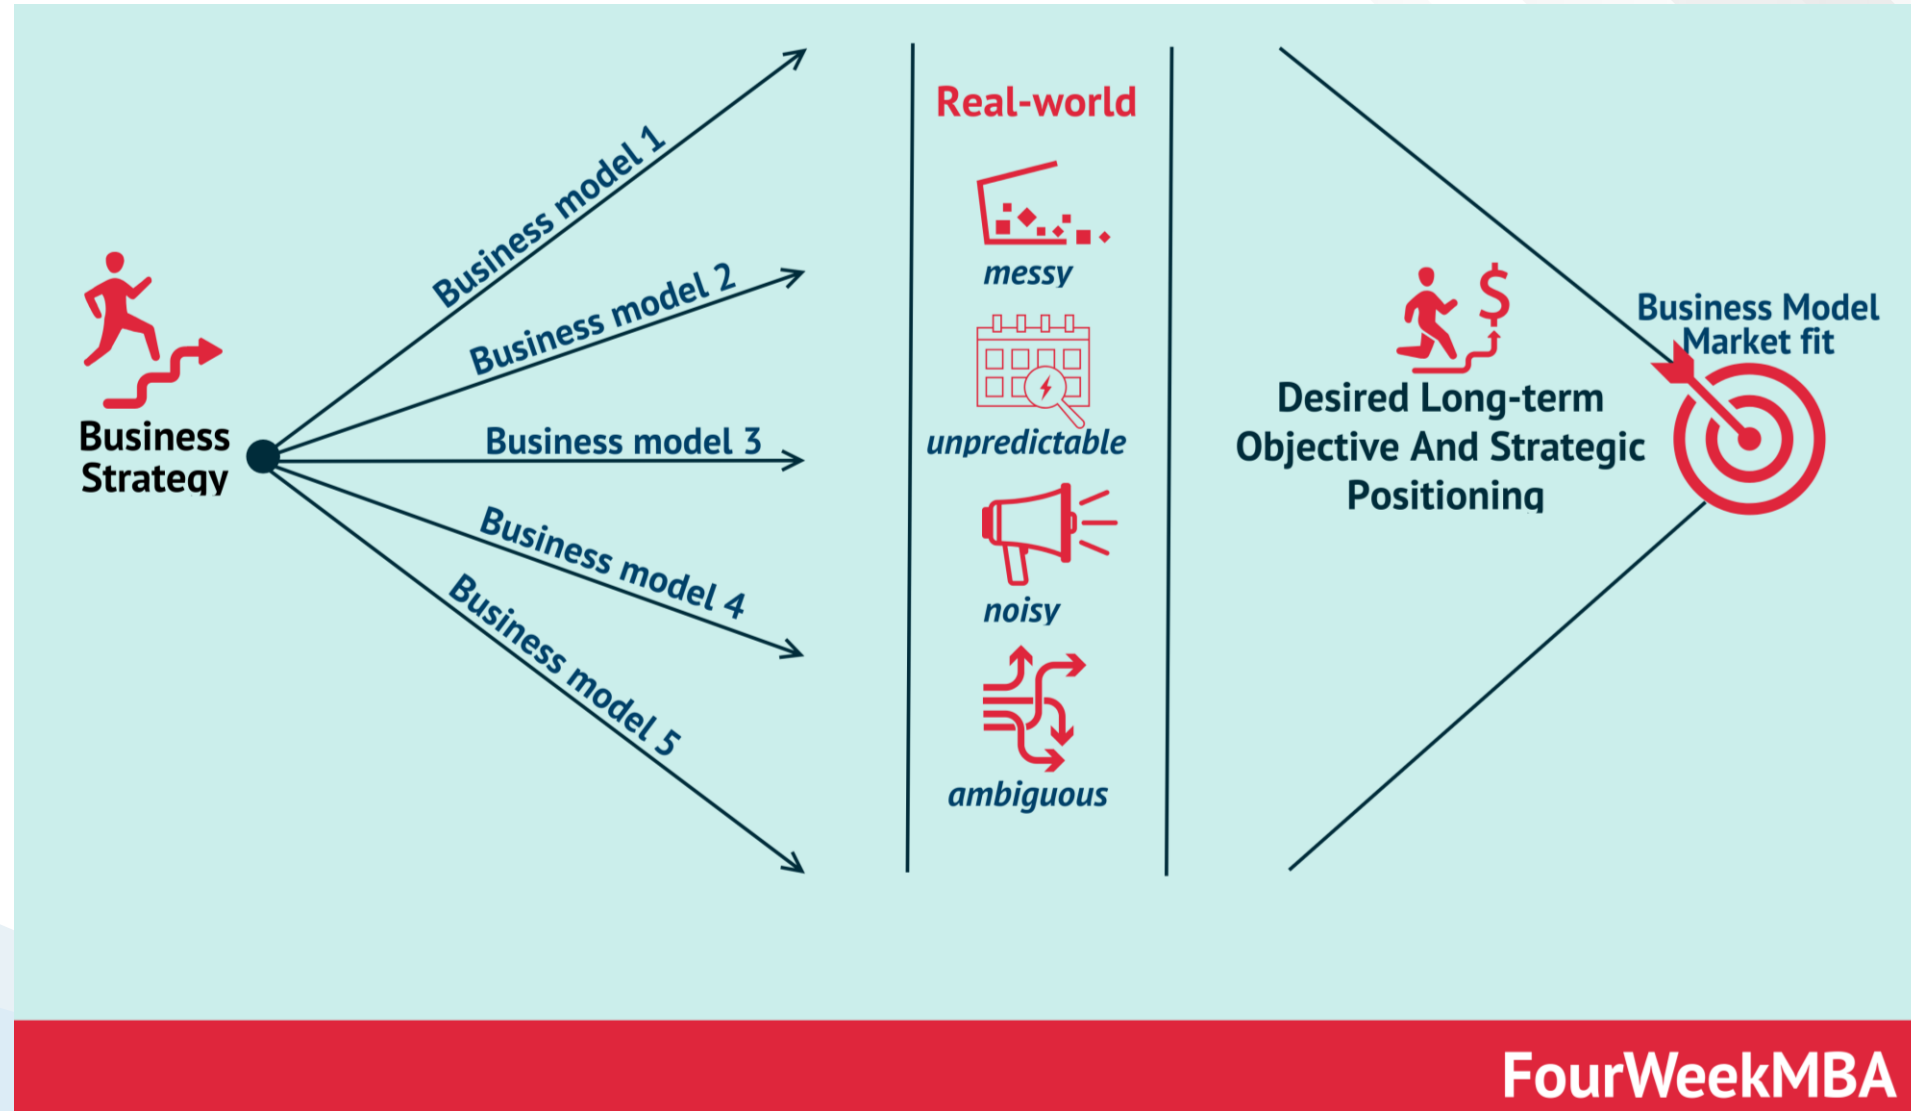 Business
Strategy
Business model 1
Business model 2
Business model 3
Business model 4
Business model 5
Real-world
messy
unpredictable
noisy
ambiguous
Desired Long-term
Objective And Strategic
Positioning
Business Model
Market fit
FourWeekMBA